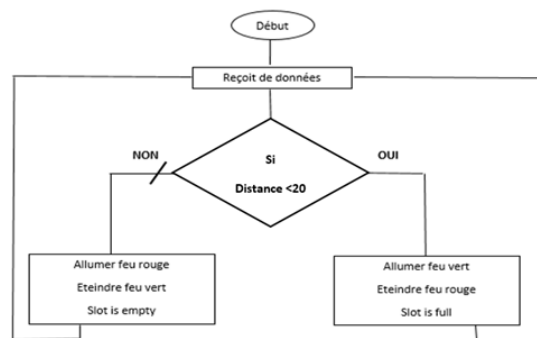 Début
Reçoit de données
NON
OUI
Si
Distance <20
Allumer feu rouge
Eteindre feu vert
Slot is empty
Allumer feu vert
Eteindre feu rouge
Slot is full